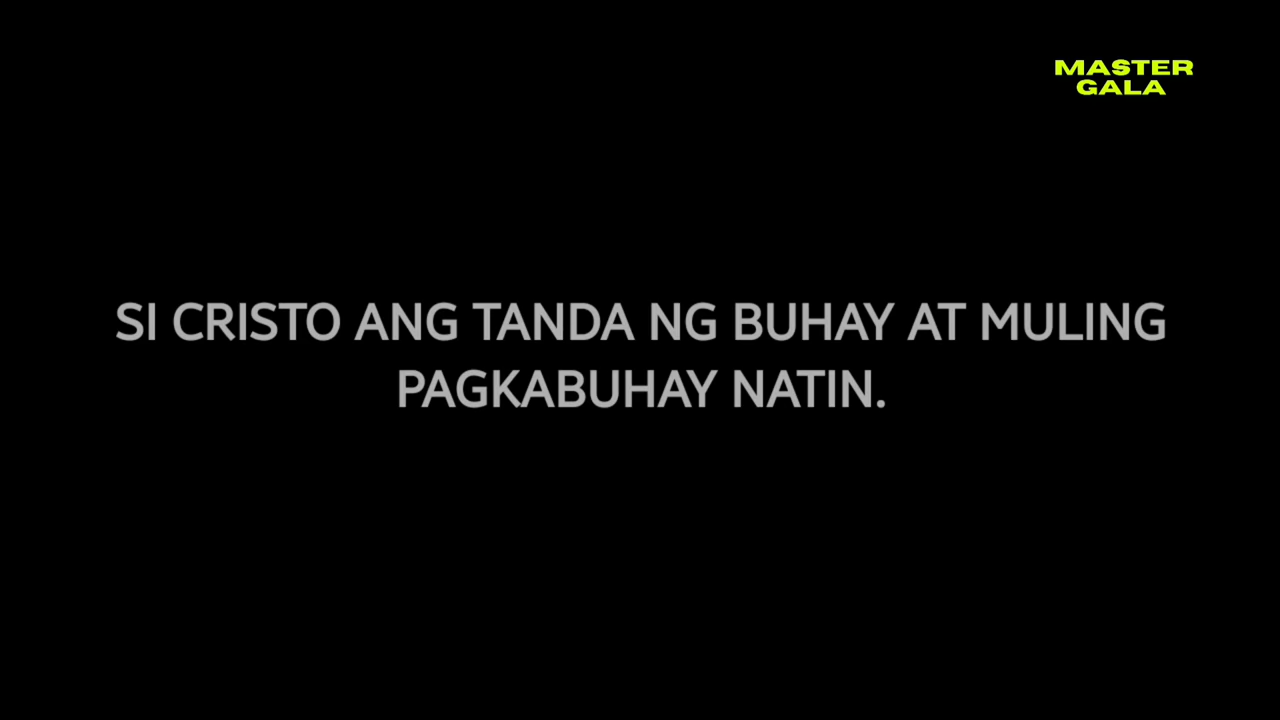 MASTER
GALA
SI CRISTO ANG TANDA NG BUHAY AT MULING
PAGKABUHAY NATIN.